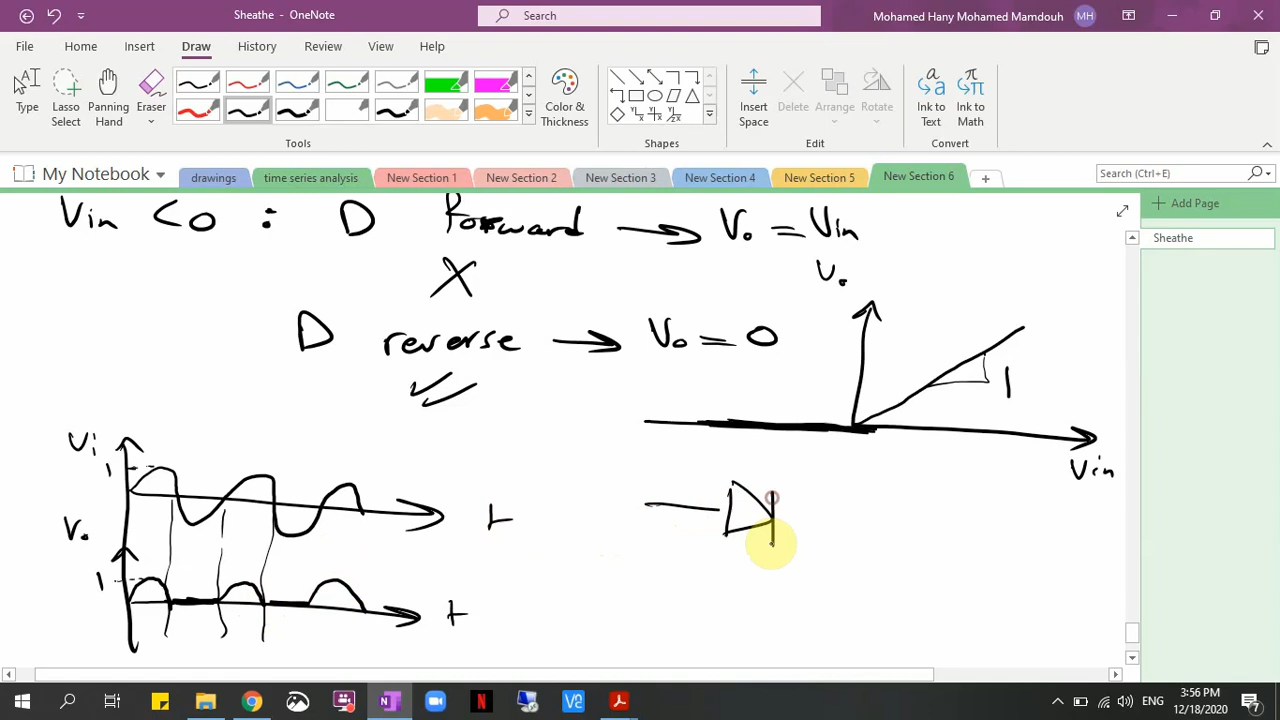 Sheathe - OneNote
Search
Mohamed Hany Mohamed Mamdouh MH
File Home Insert Draw History Review View Help
Type Lasso Select Panning Hand Eraser Color & Thickness Insert Space Delete Arrange Rotate Ink to Text Ink to Math
Tools Shapes Edit Convert
My Notebook drawings time series analysis New Section 1 New Section 2 New Section 3 New Section 4 New Section 5 New Section 6 Search (Ctrl+E)
Add Page
Sheathe
Vin < 0 : D Forward → Vo = Vin
X
Vo
D reverse → Vo = 0
1
Vin
Vi
1
t
Vo
1
t
ENG 3:56 PM
12/18/2020 7